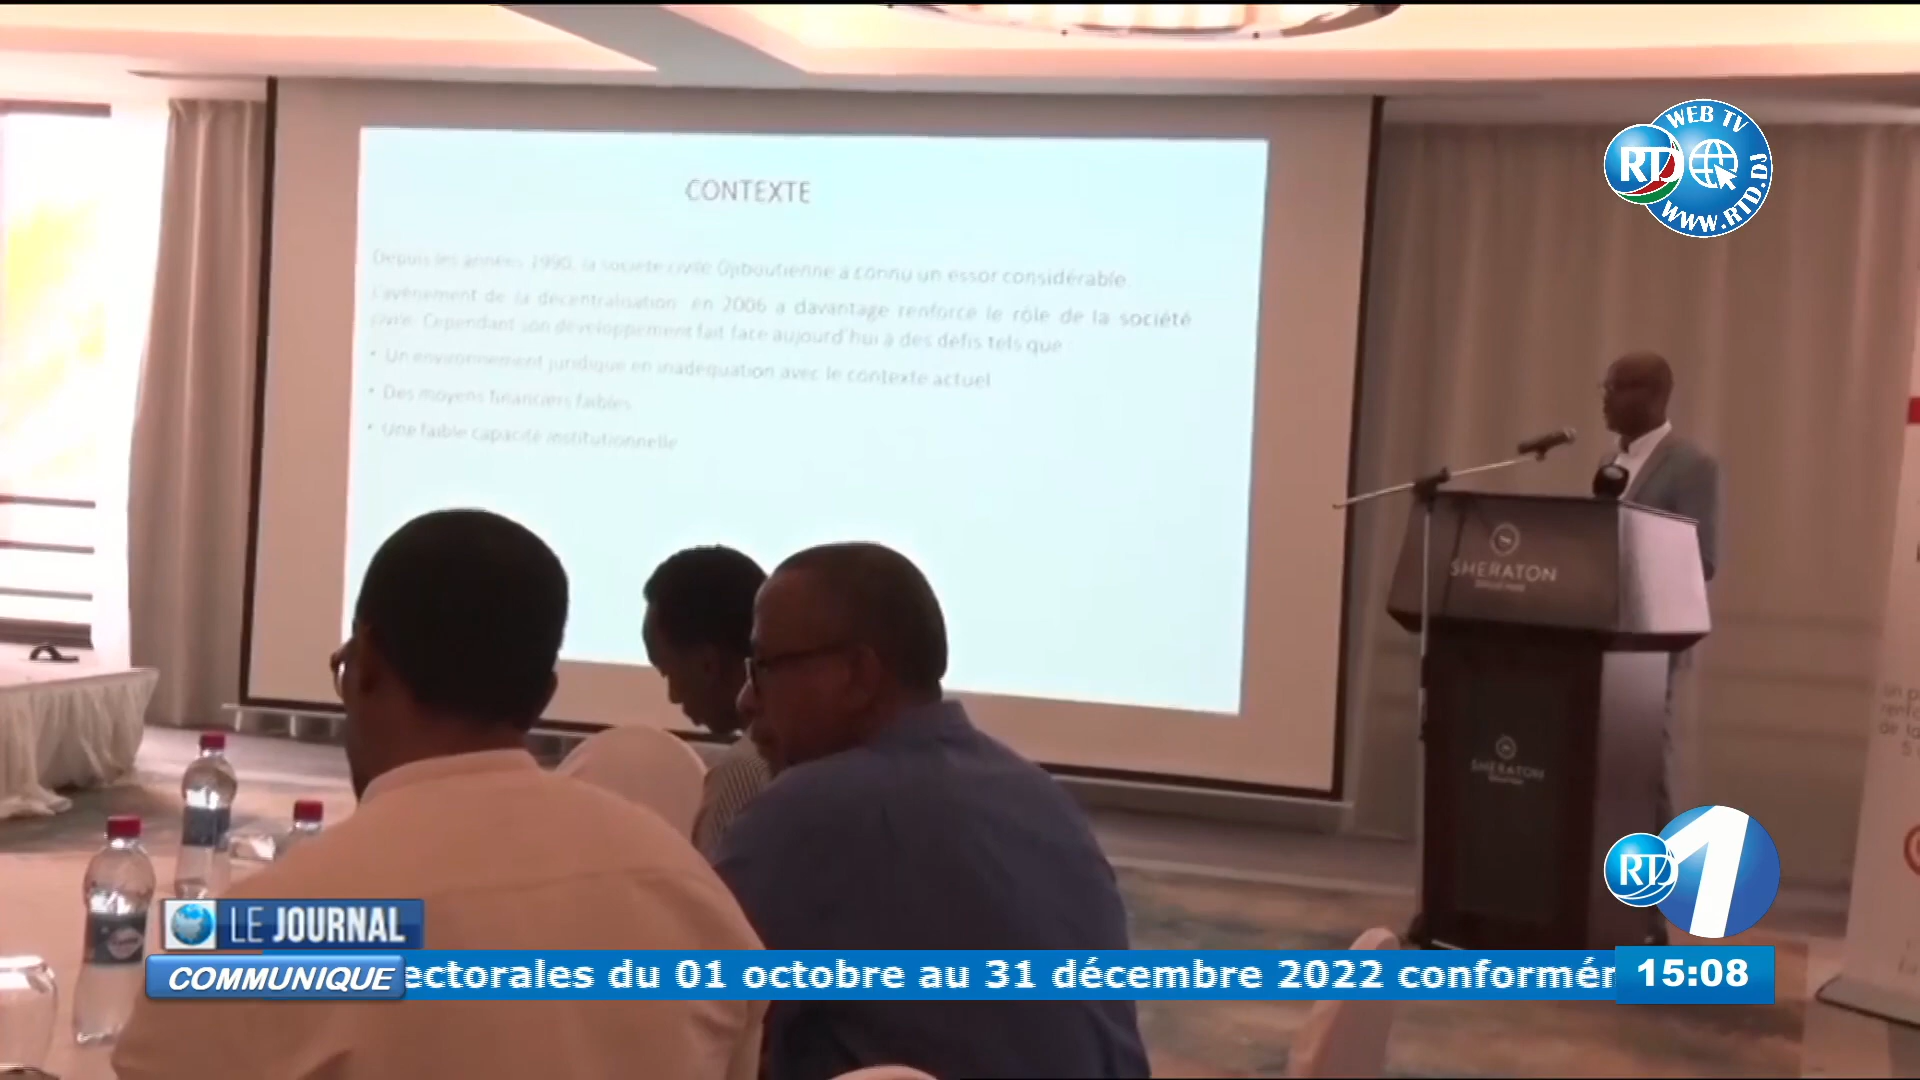 WEB TV
RTD
WWW.RTD.DJ
CONTEXTE
Depuis les années 1990, la société civile Djiboutienne a connu un essor considérable.
L'avènement de la décentralisation en 2006 a davantage renforcé le rôle de la société
civile. Cependant son développement fait face aujourd'hui à des défis tels que
• Un environnement juridique en inadéquation avec le contexte actuel
• Des moyens financiers faibles
• Une faible capacité institutionnelle
SHERATON
SHERATON
RTD 1
LE JOURNAL
COMMUNIQUE
ectorales du 01 octobre au 31 décembre 2022 conformém
15:08